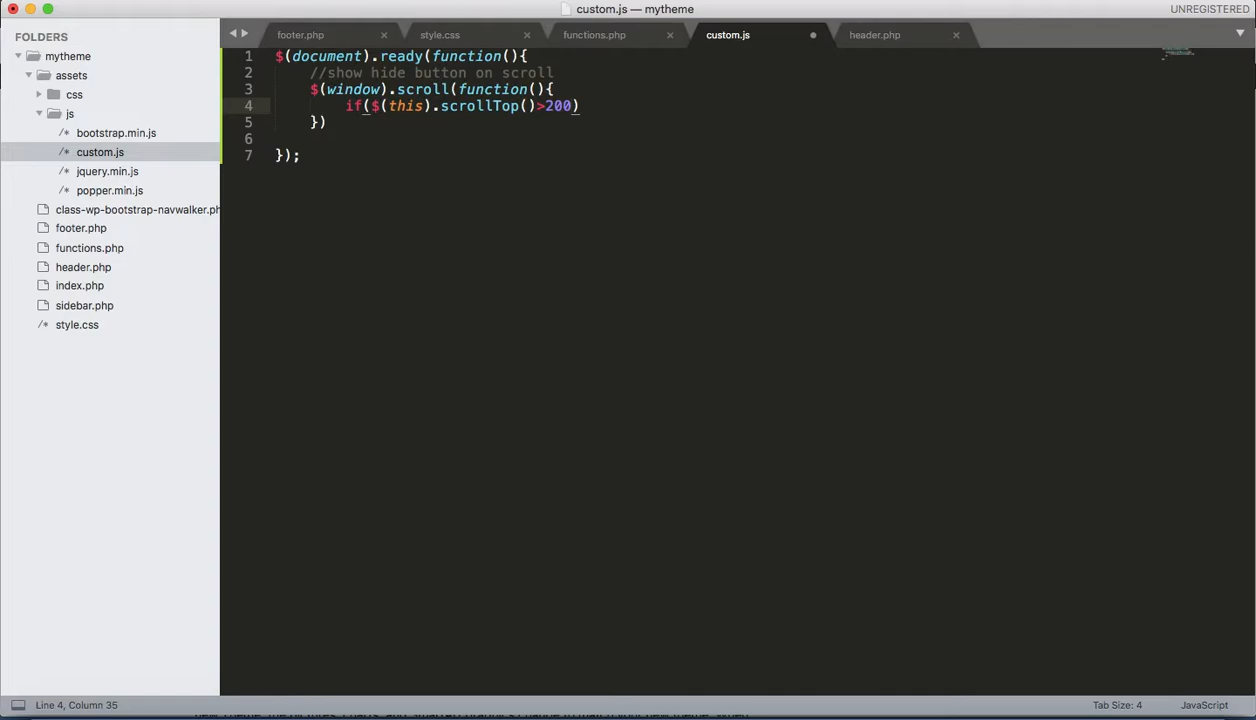 custom.js — mytheme
UNREGISTERED
FOLDERS
mytheme
assets
css
js
/* bootstrap.min.js
/* custom.js
/* jquery.min.js
/* popper.min.js
class-wp-bootstrap-navwalker.ph
footer.php
functions.php
header.php
index.php
sidebar.php
/* style.css
footer.php
style.css
functions.php
custom.js
header.php
1 $(document).ready(function(){
2 //show hide button on scroll
3 $(window).scroll(function(){
4 if($(this).scrollTop()>200)
5 })
6
7 });
Line 4, Column 35
Tab Size: 4
JavaScript